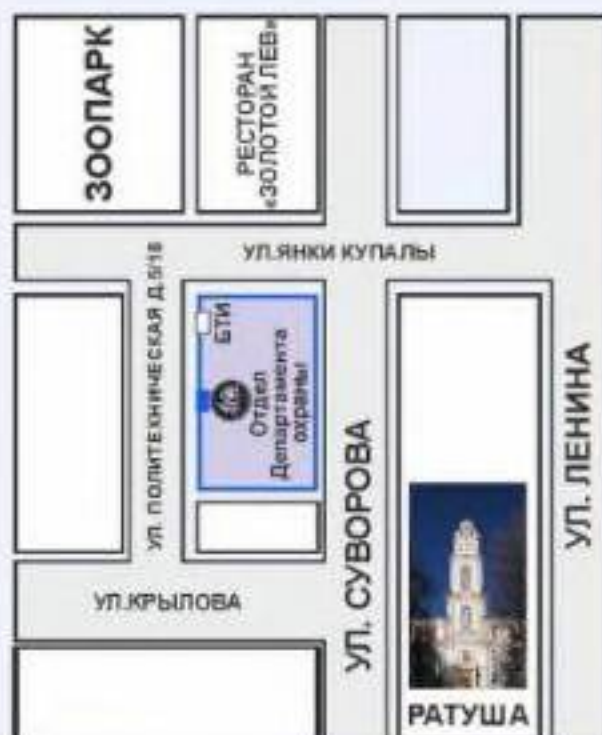 ЗООПАРК
РЕСТОРАН
«ЗОЛОТОЙ ЛЕВ»
УЛ.ЯНКИ КУПАЛЫ
УЛ. ПОЛИТЕХНИЧЕСКАЯ Д.5/18
БТИ
Отдел
Департамента
охраны
УЛ. СУВОРОВА
УЛ. ЛЕНИНА
УЛ.КРЫЛОВА
РАТУША